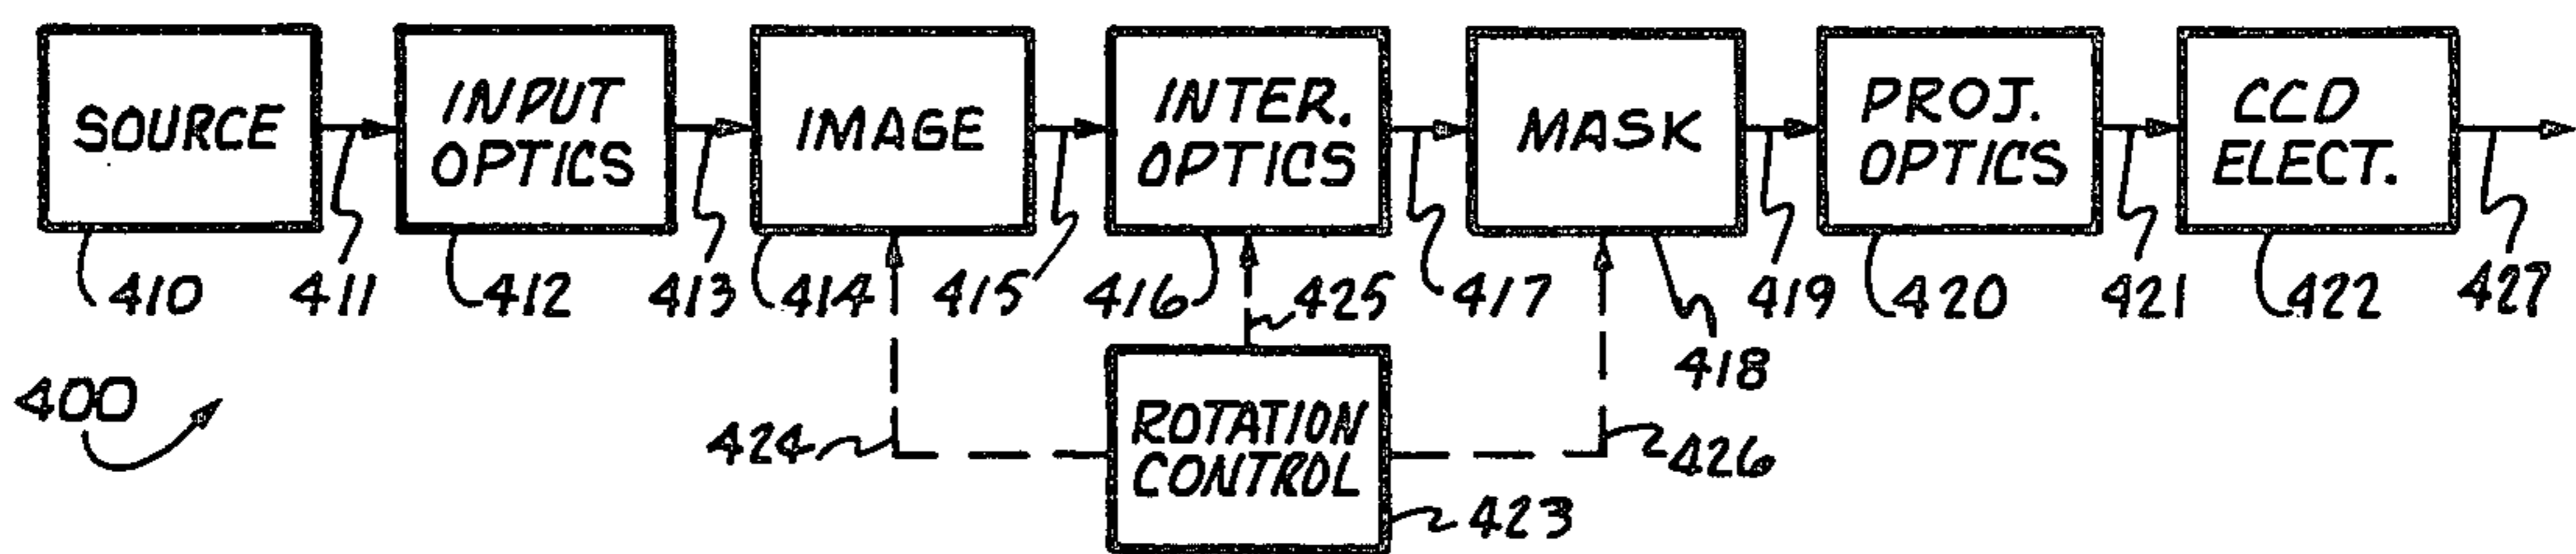 SOURCE
INPUT
OPTICS
IMAGE
INTER.
OPTICS
MASK
PROJ.
OPTICS
CCD
ELECT.
410
411
412
413
414
415
416
425
417
418
419
420
421
422
427
400
424
ROTATION
CONTROL
426
423